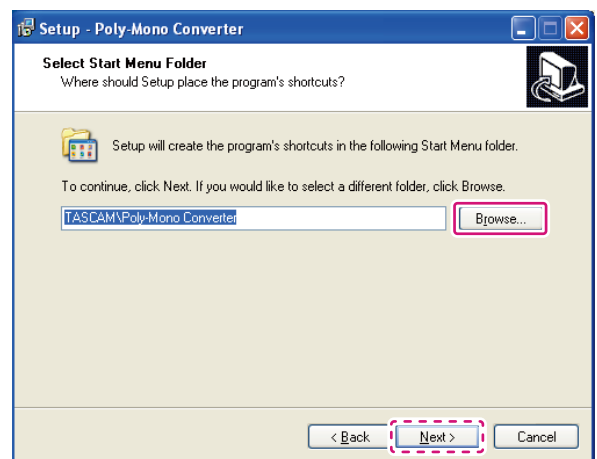 Setup - Poly-Mono Converter
Select Start Menu Folder
Where should Setup place the program's shortcuts?
Setup will create the program's shortcuts in the following Start Menu folder.
To continue, click Next. If you would like to select a different folder, click Browse.
TASCAM\Poly-Mono Converter
Browse...
< Back
Next >
Cancel